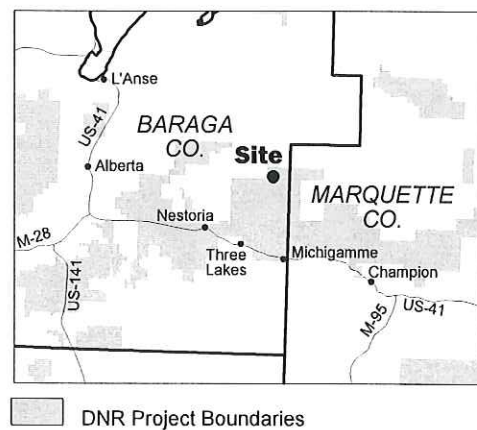 L'Anse
US-41
BARAGA
CO.
Site
Alberta
MARQUETTE
CO.
Nestoria
M-28
Three
Lakes
Michigamme
US-141
Champion
US-41
M-95
DNR Project Boundaries